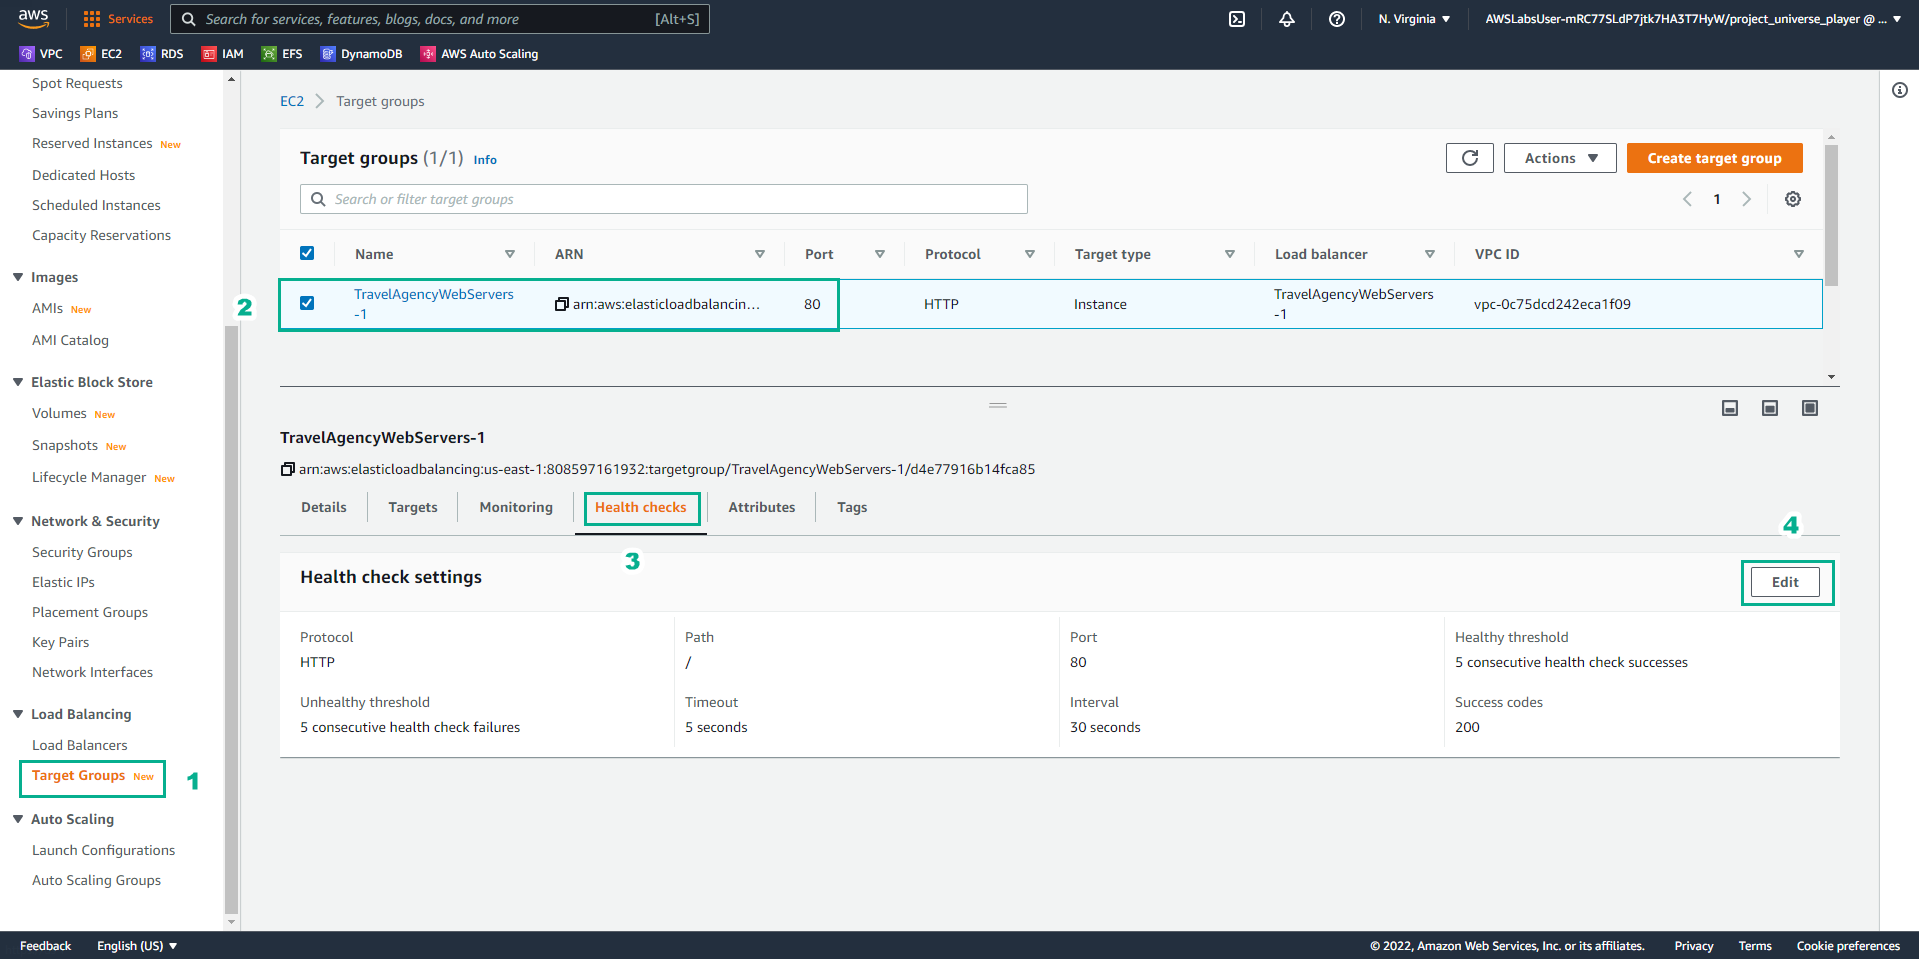 aws
Services
Search for services, features, blogs, docs, and more
[Alt+S]
N. Virginia ▼
AWSLabsUser-mRC77SLdP7jtk7HA3T7HyW/project_universe_player @ ... ▼
VPC
EC2
RDS
IAM
EFS
DynamoDB
AWS Auto Scaling
Spot Requests
Savings Plans
Reserved Instances New
Dedicated Hosts
Scheduled Instances
Capacity Reservations
Images
AMIs New
AMI Catalog
Elastic Block Store
Volumes New
Snapshots New
Lifecycle Manager New
Network & Security
Security Groups
Elastic IPs
Placement Groups
Key Pairs
Network Interfaces
Load Balancing
Load Balancers
Target Groups New
1
Auto Scaling
Launch Configurations
Auto Scaling Groups
EC2 > Target groups
Target groups (1/1) Info
Actions ▼
Create target group
Search or filter target groups
< 1 >
Name
ARN
Port
Protocol
Target type
Load balancer
VPC ID
2
TravelAgencyWebServers
-1
arn:aws:elasticloadbalancin...
80
HTTP
Instance
TravelAgencyWebServers
-1
vpc-0c75dcd242eca1f09
TravelAgencyWebServers-1
arn:aws:elasticloadbalancing:us-east-1:808597161932:targetgroup/TravelAgencyWebServers-1/d4e77916b14fca85
Details
Targets
Monitoring
Health checks
Attributes
Tags
3
4
Health check settings
Edit
Protocol
HTTP
Path
/
Port
80
Healthy threshold
5 consecutive health check successes
Unhealthy threshold
5 consecutive health check failures
Timeout
5 seconds
Interval
30 seconds
Success codes
200
Feedback
English (US) ▼
© 2022, Amazon Web Services, Inc. or its affiliates.
Privacy
Terms
Cookie preferences